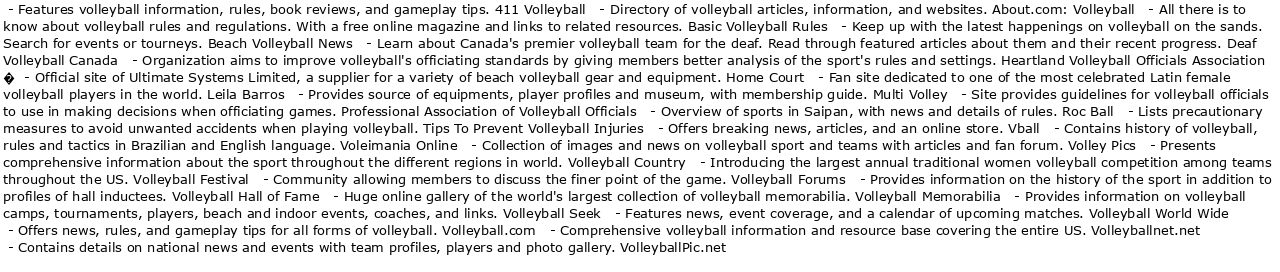 - Features volleyball information, rules, book reviews, and gameplay tips. 411 Volleyball - Directory of volleyball articles, information, and websites. About.com: Volleyball - All there is to
know about volleyball rules and regulations. With a free online magazine and links to related resources. Basic Volleyball Rules - Keep up with the latest happenings on volleyball on the sands.
Search for events or tourneys. Beach Volleyball News - Learn about Canada's premier volleyball team for the deaf. Read through featured articles about them and their recent progress. Deaf
Volleyball Canada - Organization aims to improve volleyball's officiating standards by giving members better analysis of the sport's rules and settings. Heartland Volleyball Officials Association
� - Official site of Ultimate Systems Limited, a supplier for a variety of beach volleyball gear and equipment. Home Court - Fan site dedicated to one of the most celebrated Latin female
volleyball players in the world. Leila Barros - Provides source of equipments, player profiles and museum, with membership guide. Multi Volley - Site provides guidelines for volleyball officials
to use in making decisions when officiating games. Professional Association of Volleyball Officials - Overview of sports in Saipan, with news and details of rules. Roc Ball - Lists precautionary
measures to avoid unwanted accidents when playing volleyball. Tips To Prevent Volleyball Injuries - Offers breaking news, articles, and an online store. Vball - Contains history of volleyball,
rules and tactics in Brazilian and English language. Voleimania Online - Collection of images and news on volleyball sport and teams with articles and fan forum. Volley Pics - Presents
comprehensive information about the sport throughout the different regions in world. Volleyball Country - Introducing the largest annual traditional women volleyball competition among teams
throughout the US. Volleyball Festival - Community allowing members to discuss the finer point of the game. Volleyball Forums - Provides information on the history of the sport in addition to
profiles of hall inductees. Volleyball Hall of Fame - Huge online gallery of the world's largest collection of volleyball memorabilia. Volleyball Memorabilia - Provides information on volleyball
camps, tournaments, players, beach and indoor events, coaches, and links. Volleyball Seek - Features news, event coverage, and a calendar of upcoming matches. Volleyball World Wide
- Offers news, rules, and gameplay tips for all forms of volleyball. Volleyball.com - Comprehensive volleyball information and resource base covering the entire US. Volleyballnet.net
- Contains details on national news and events with team profiles, players and photo gallery. VolleyballPic.net